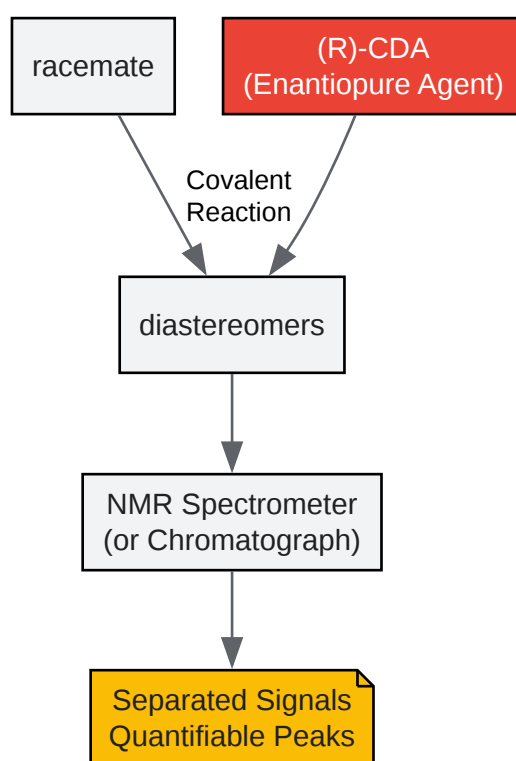 racemate
(R)-CDA
(Enantiopure Agent)
Covalent
Reaction
diastereomers
NMR Spectrometer
(or Chromatograph)
Separated Signals
Quantifiable Peaks